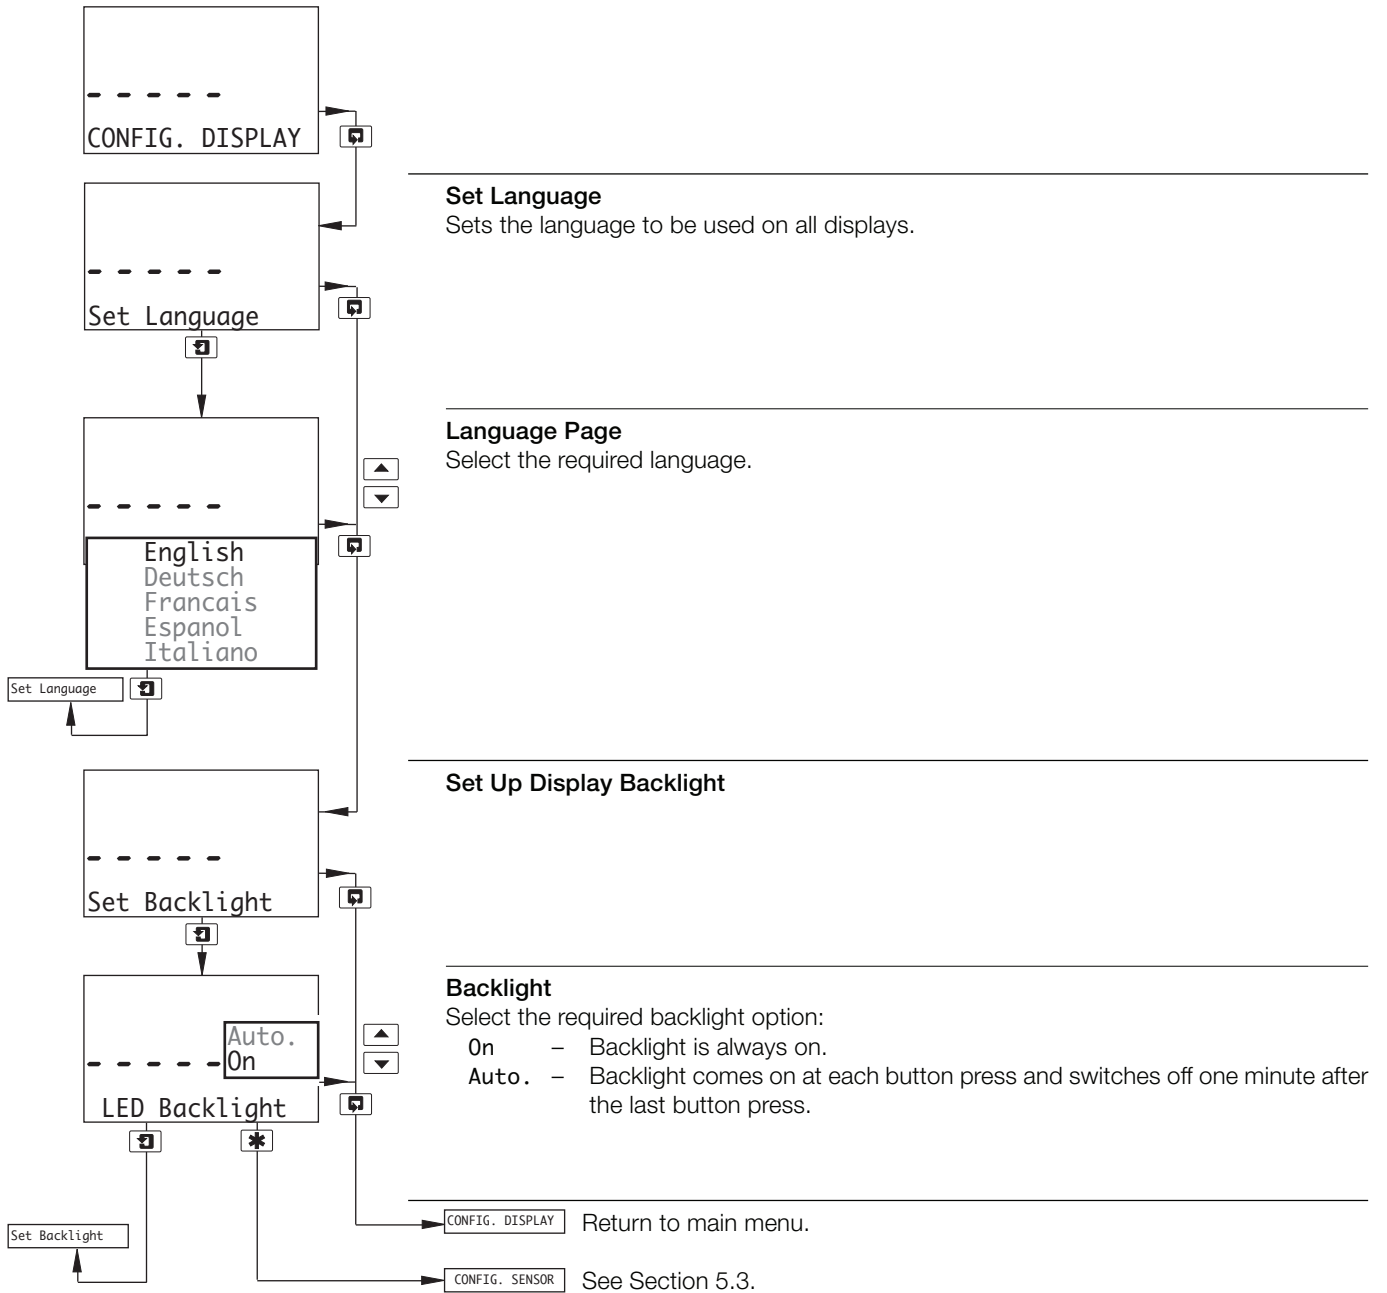 CONFIG. DISPLAY
Set Language
Sets the language to be used on all displays.
Set Language
Language Page
Select the required language.
English
Deutsch
Francais
Espanol
Italiano
Set Language
Set Up Display Backlight
Set Backlight
Backlight
Select the required backlight option:
On – Backlight is always on.
Auto. – Backlight comes on at each button press and switches off one minute after
the last button press.
Auto.
On
LED Backlight
CONFIG. DISPLAY Return to main menu.
Set Backlight
CONFIG. SENSOR See Section 5.3.